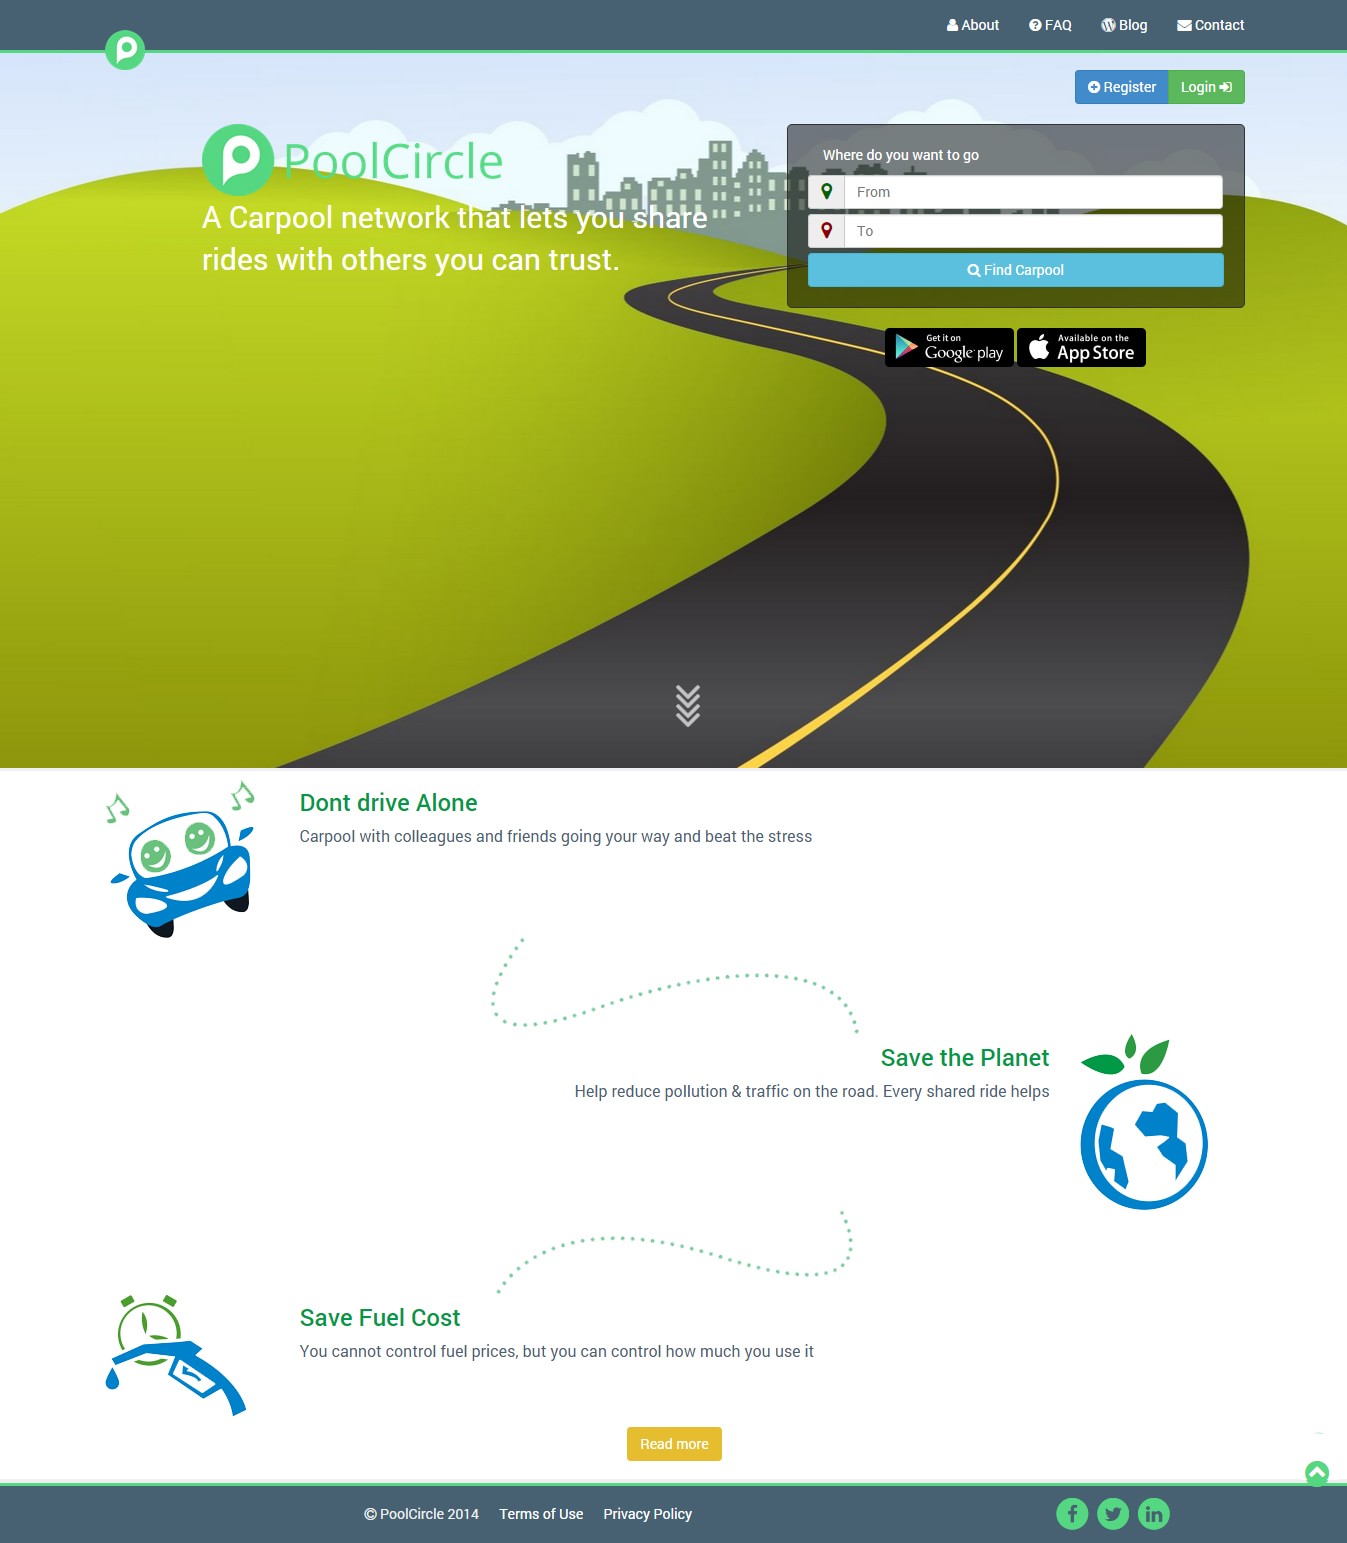 About
FAQ
Blog
Contact
Register
Login
PoolCircle
A Carpool network that lets you share
rides with others you can trust.
Where do you want to go
From
To
Find Carpool
Get it on
Google play
Available on the
App Store
Dont drive Alone
Carpool with colleagues and friends going your way and beat the stress
Save the Planet
Help reduce pollution & traffic on the road. Every shared ride helps
Save Fuel Cost
You cannot control fuel prices, but you can control how much you use it
Read more
© PoolCircle 2014 Terms of Use Privacy Policy